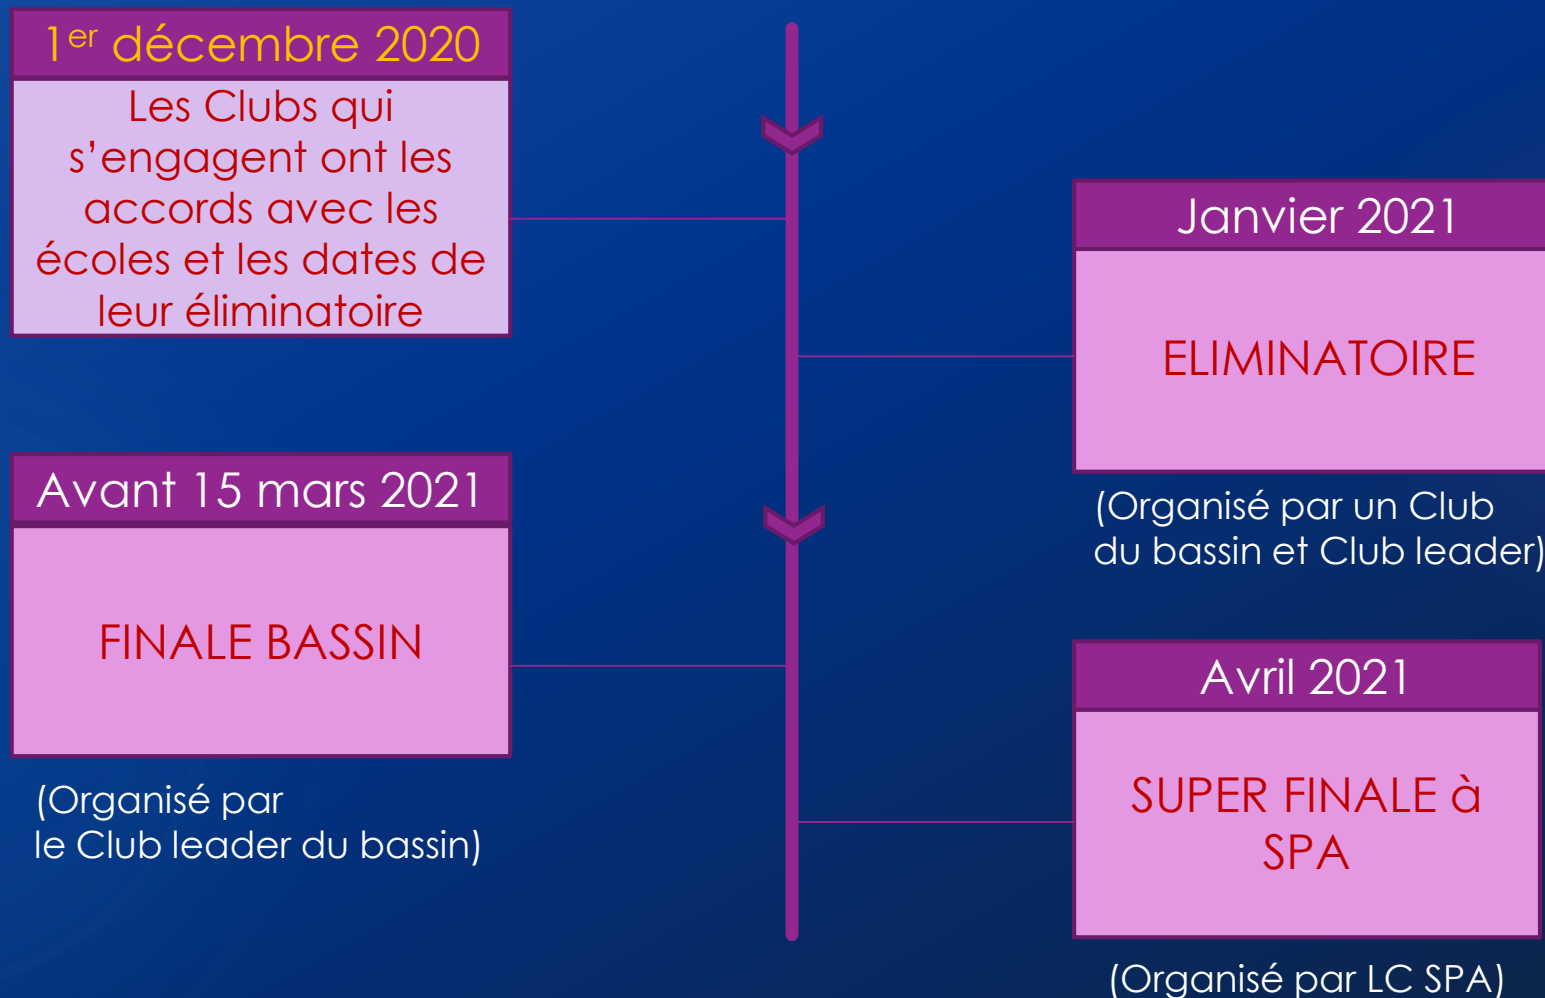 1er décembre 2020
Les Clubs qui
s’engagent ont les
accords avec les
écoles et les dates de
leur éliminatoire
Janvier 2021
ELIMINATOIRE
(Organisé par un Club
du bassin et Club leader)
Avant 15 mars 2021
FINALE BASSIN
(Organisé par
le Club leader du bassin)
Avril 2021
SUPER FINALE à
SPA
(Organisé par LC SPA)